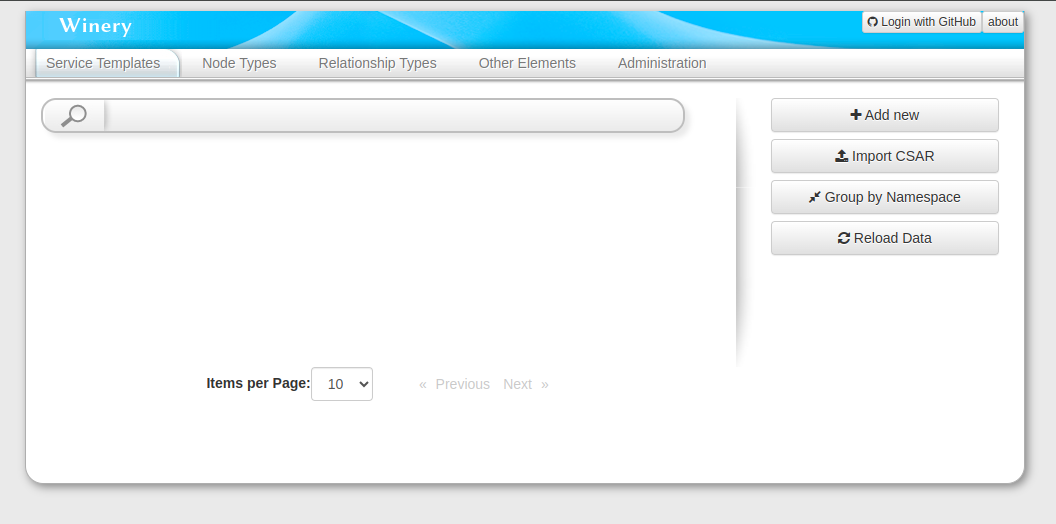 Winery
Login with GitHub
about
Service Templates
Node Types
Relationship Types
Other Elements
Administration
Add new
Import CSAR
Group by Namespace
Reload Data
Items per Page: 10 « Previous Next »